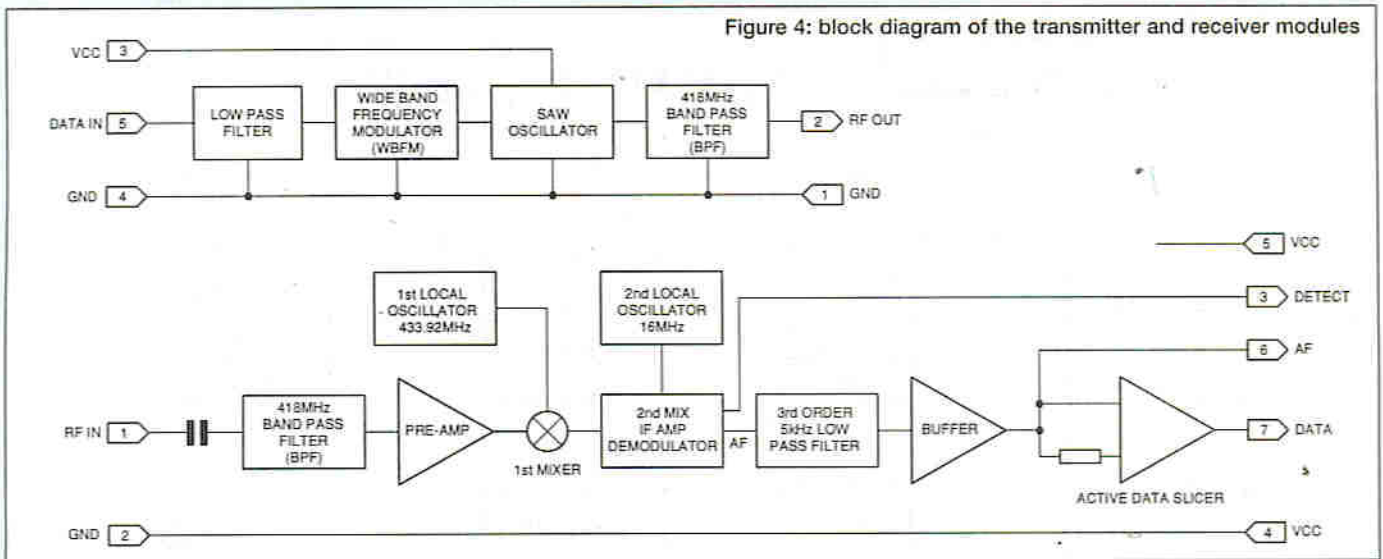 Figure 4: block diagram of the transmitter and receiver modules
VCC 3
DATA IN 5
LOW PASS
FILTER
WIDE BAND
FREQUENCY
MODULATOR
(WBFM)
SAW
OSCILLATOR
418MHz
BAND PASS
FILTER
(BPF)
2 RF OUT
GND 4
1 GND
5 VCC
1st LOCAL
OSCILLATOR
433.92MHz
2nd LOCAL
OSCILLATOR
16MHz
3 DETECT
6 AF
RF IN 1
418MHz
BAND PASS
FILTER
(BPF)
PRE-AMP
1st MIXER
2nd MIX
IF AMP
DEMODULATOR
AF
3rd ORDER
5kHz LOW
PASS FILTER
BUFFER
7 DATA
ACTIVE DATA SLICER
GND 2
4 VCC